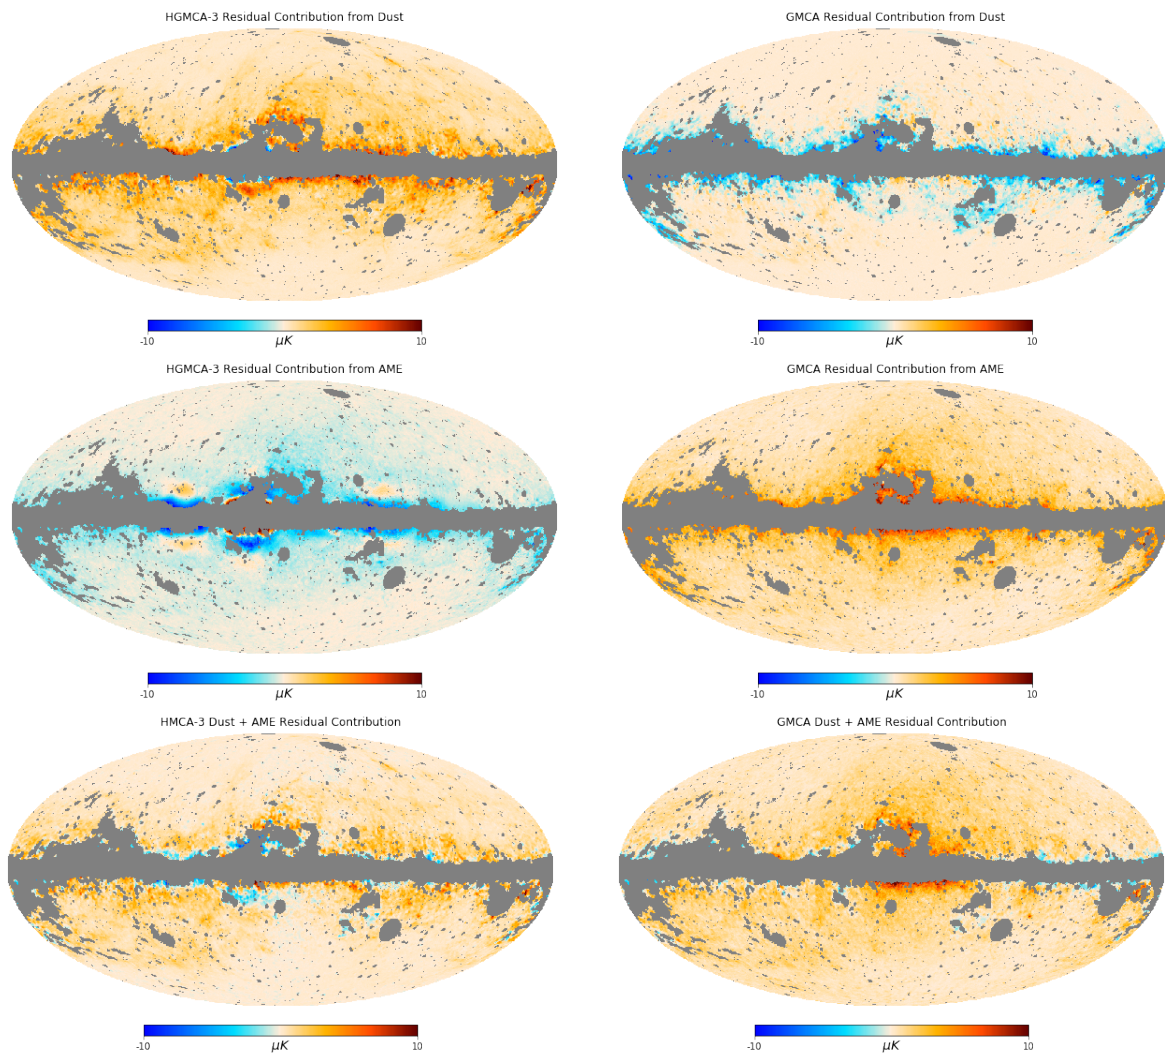 HGMCA-3 Residual Contribution from Dust
GMCA Residual Contribution from Dust
-10 μK 10
-10 μK 10
HGMCA-3 Residual Contribution from AME
GMCA Residual Contribution from AME
-10 μK 10
-10 μK 10
HMCA-3 Dust + AME Residual Contribution
GMCA Dust + AME Residual Contribution
-10 μK 10
-10 μK 10